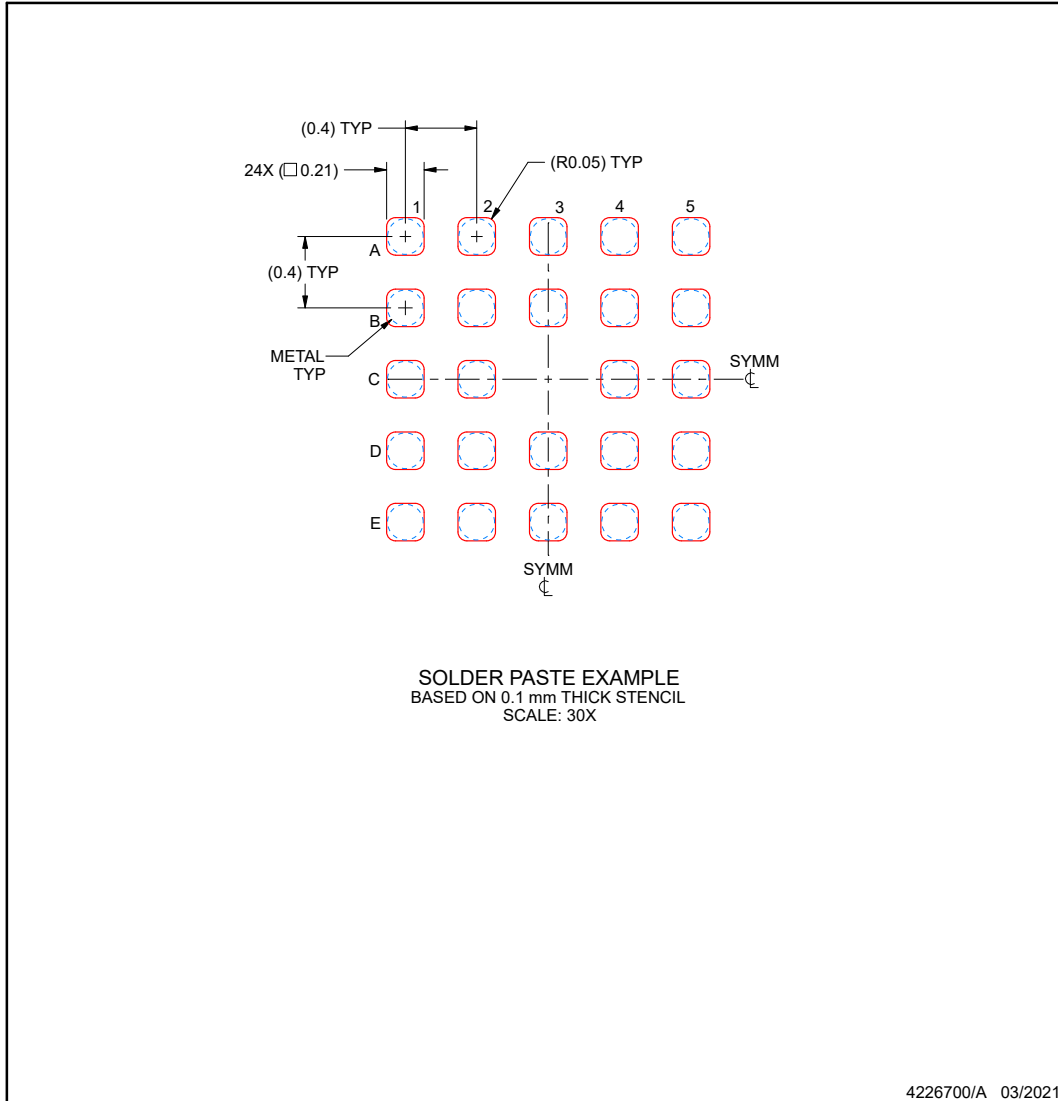 (0.4) TYP
(R0.05) TYP
24X (□ 0.21)
1
2
3
4
5
A
(0.4) TYP
B
METAL
TYP
C
SYMM
℄
D
E
SYMM
℄
SOLDER PASTE EXAMPLE
BASED ON 0.1 mm THICK STENCIL
SCALE: 30X
4226700/A 03/2021